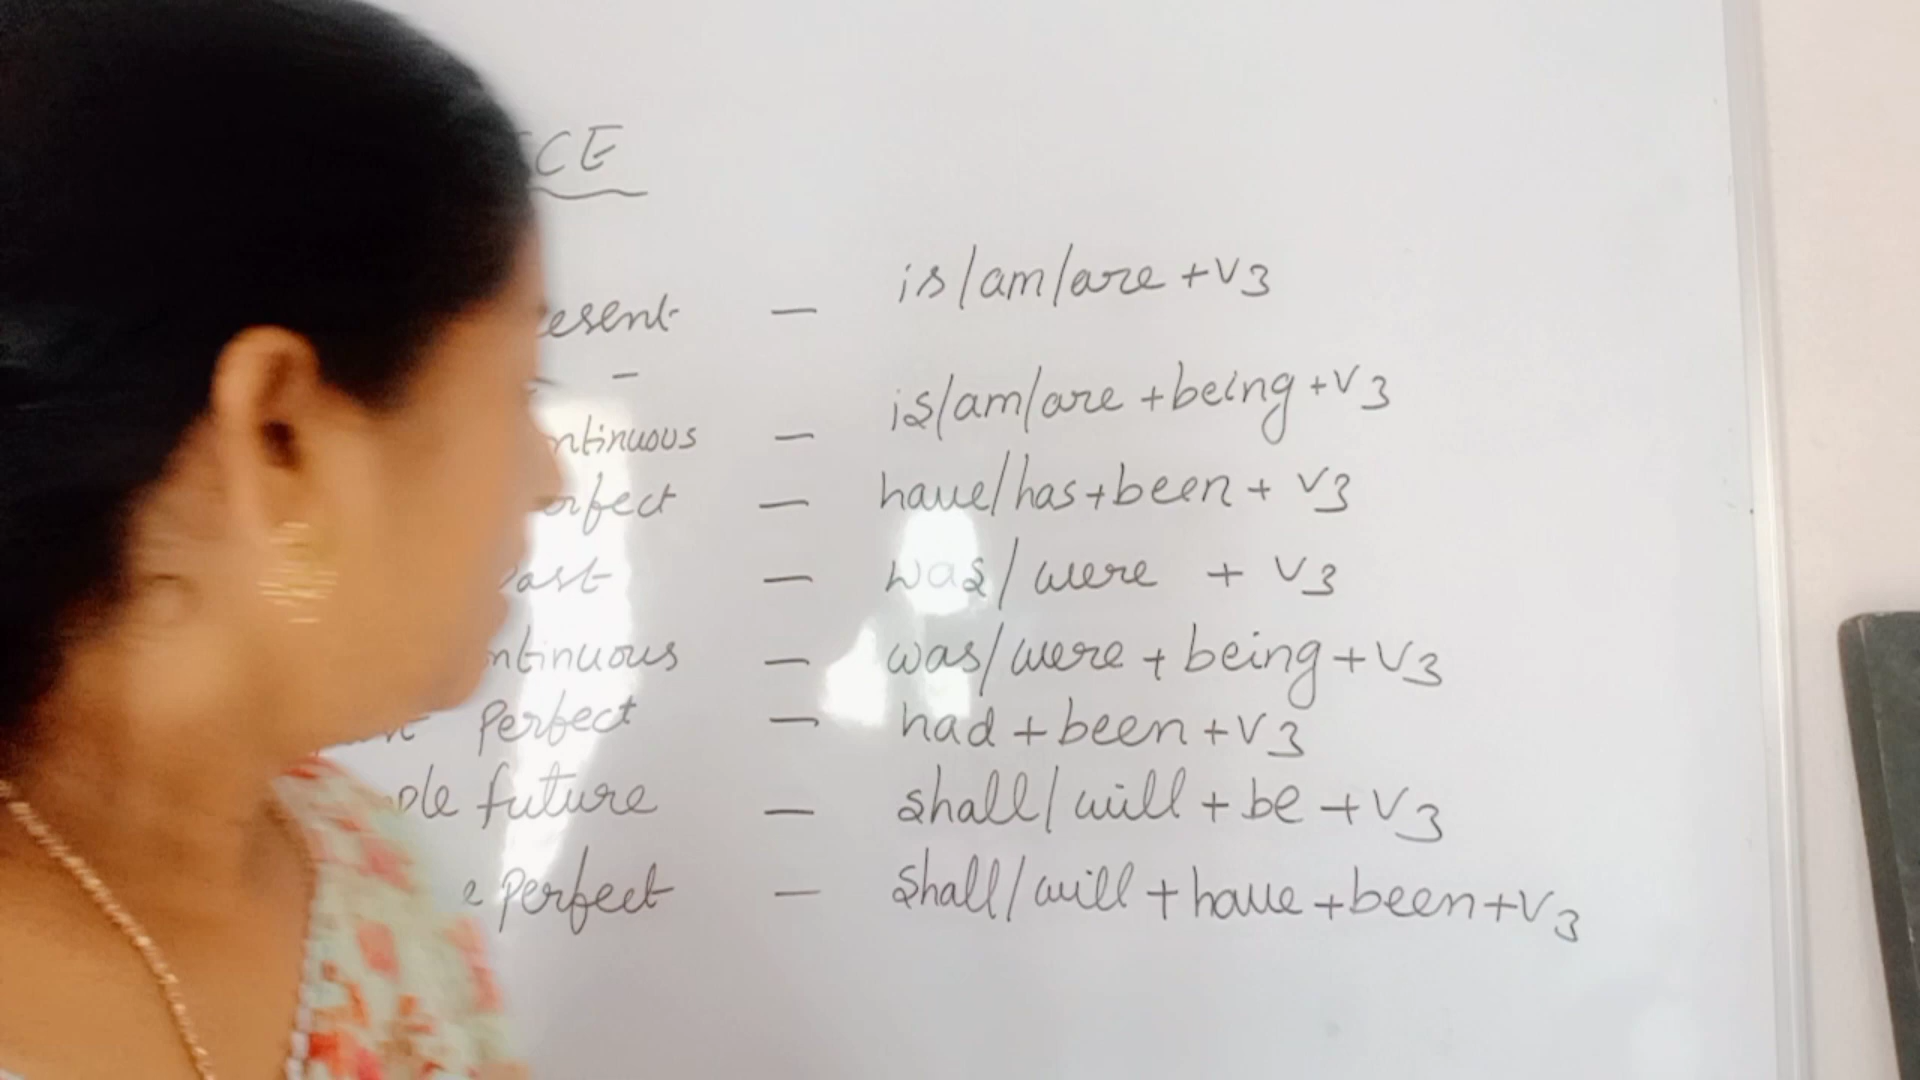 CE
esent - is/am/are +V3
-
ntinuous - is/am/are +being +V3
erfect - have/has+been + V3
ast - was/ were + V3
ntinuous - was/were + being +V3
Perfect - had +been +V3
ple future - shall/will + be +V3
e perfect - Shall/will +have +been+V3